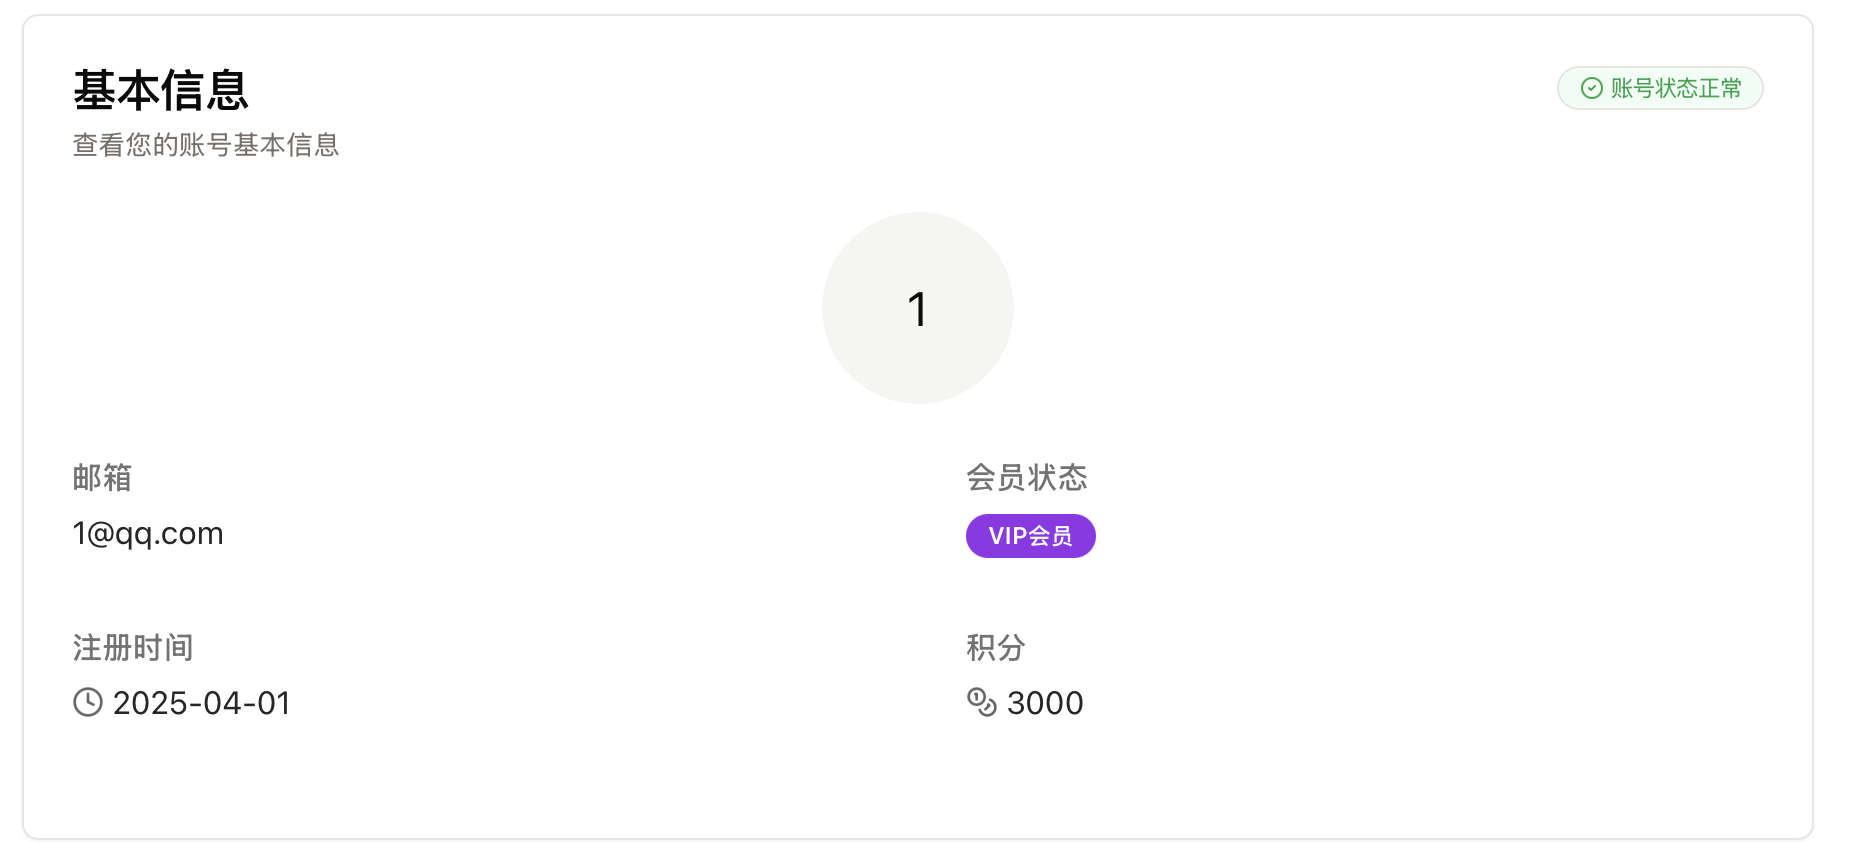 基本信息
账号状态正常
查看您的账号基本信息
1
邮箱
会员状态
1@qq.com
VIP会员
注册时间
积分
2025-04-01
3000